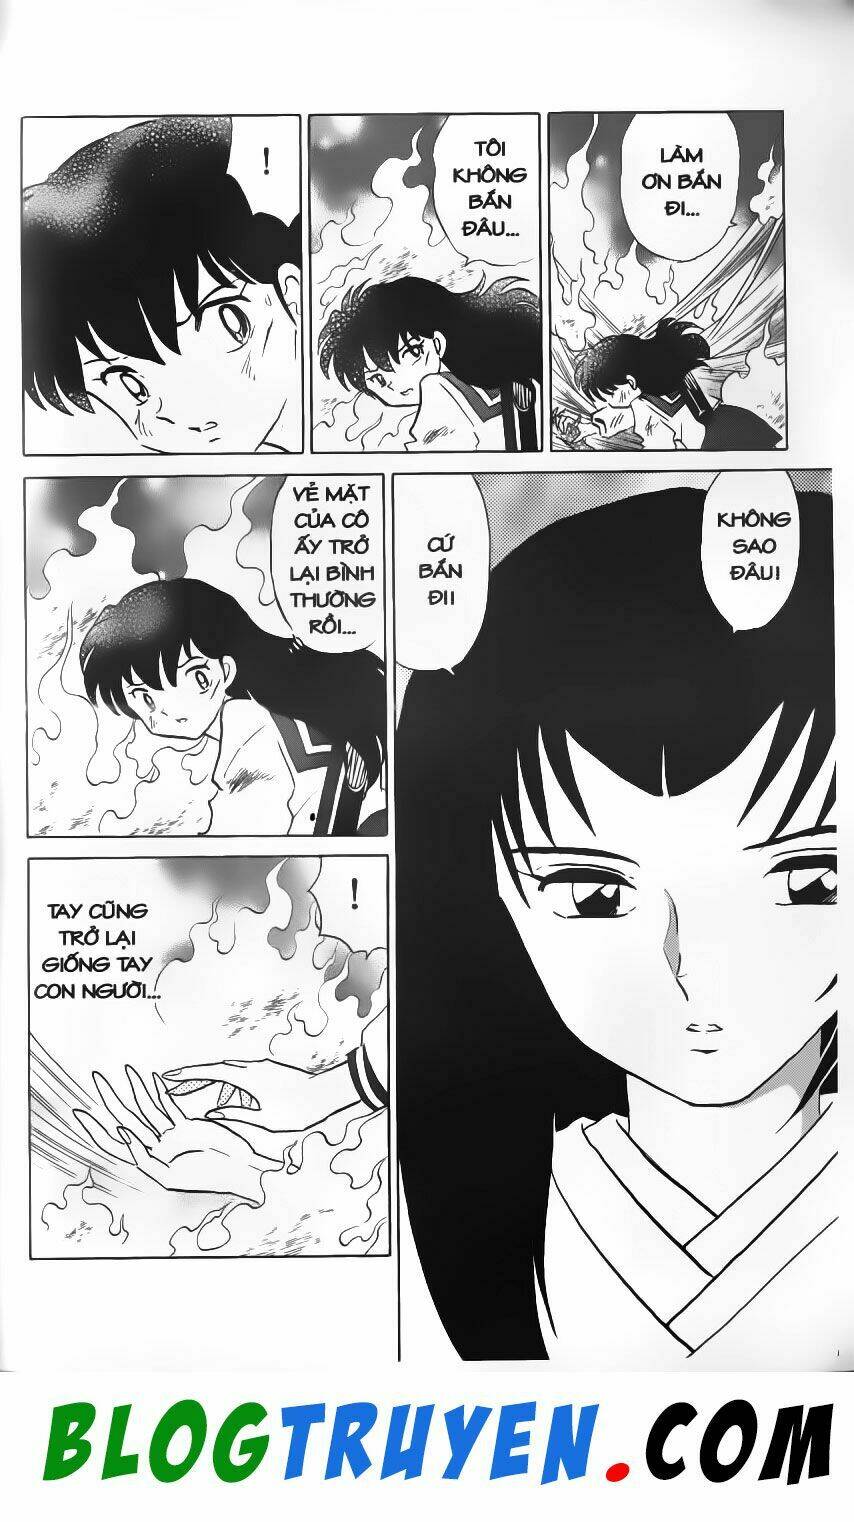 LÀM
ƠN BẮN
ĐI...
TÔI
KHÔNG
BẮN
ĐÂU...
!
KHÔNG
SAO
ĐÂU!
CỨ
BẮN
ĐI!
VẺ MẶT
CỦA CÔ
ẤY TRỞ
LẠI BÌNH
THƯỜNG
RỒI...
!
TAY CŨNG
TRỞ LẠI
GIỐNG TAY
CON NGƯỜI...
BLOGTRUYEN.COM